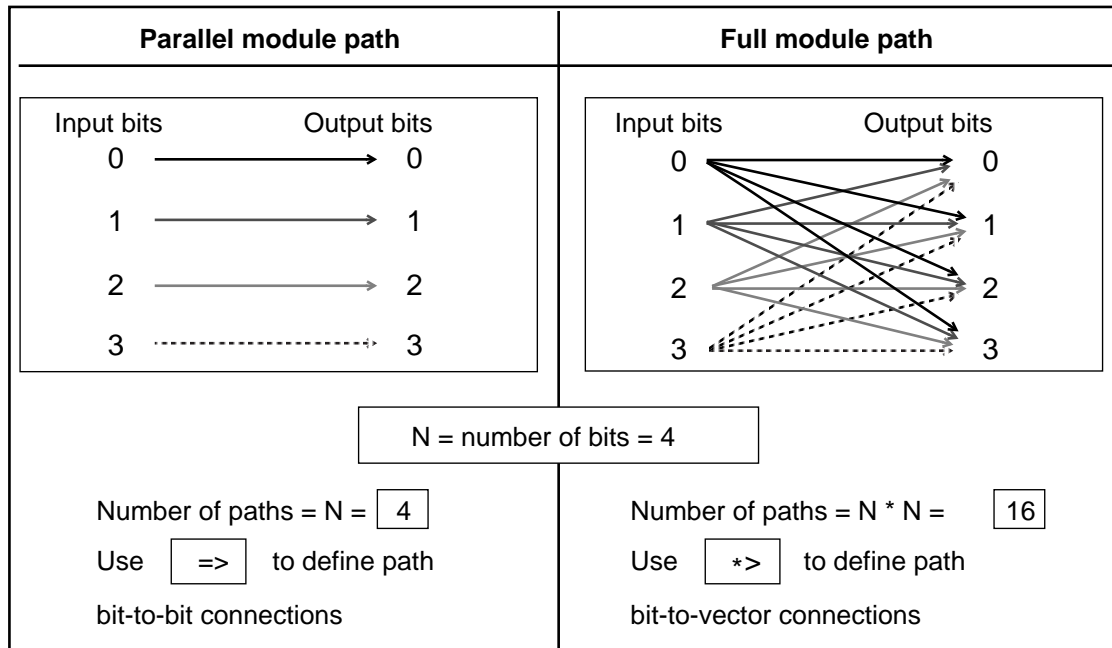 Parallel module path
Full module path
Input bits Output bits
0 0
1 1
2 2
3 3
Input bits Output bits
0 0
1 1
2 2
3 3
N = number of bits = 4
Number of paths = N = 4
Use => to define path
bit-to-bit connections
Number of paths = N * N = 16
Use *> to define path
bit-to-vector connections